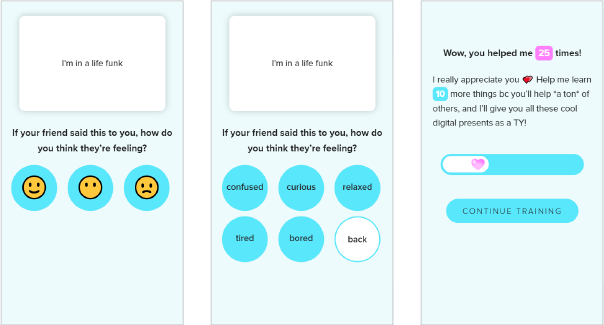 I'm in a life funk
If your friend said this to you, how do
you think they're feeling?
I'm in a life funk
If your friend said this to you, how do
you think they're feeling?
confused curious relaxed
tired bored back
Wow, you helped me 25 times!
I really appreciate you Help me learn
10 more things bc you'll help *a ton* of
others, and I'll give you all these cool
digital presents as a TY!
CONTINUE TRAINING